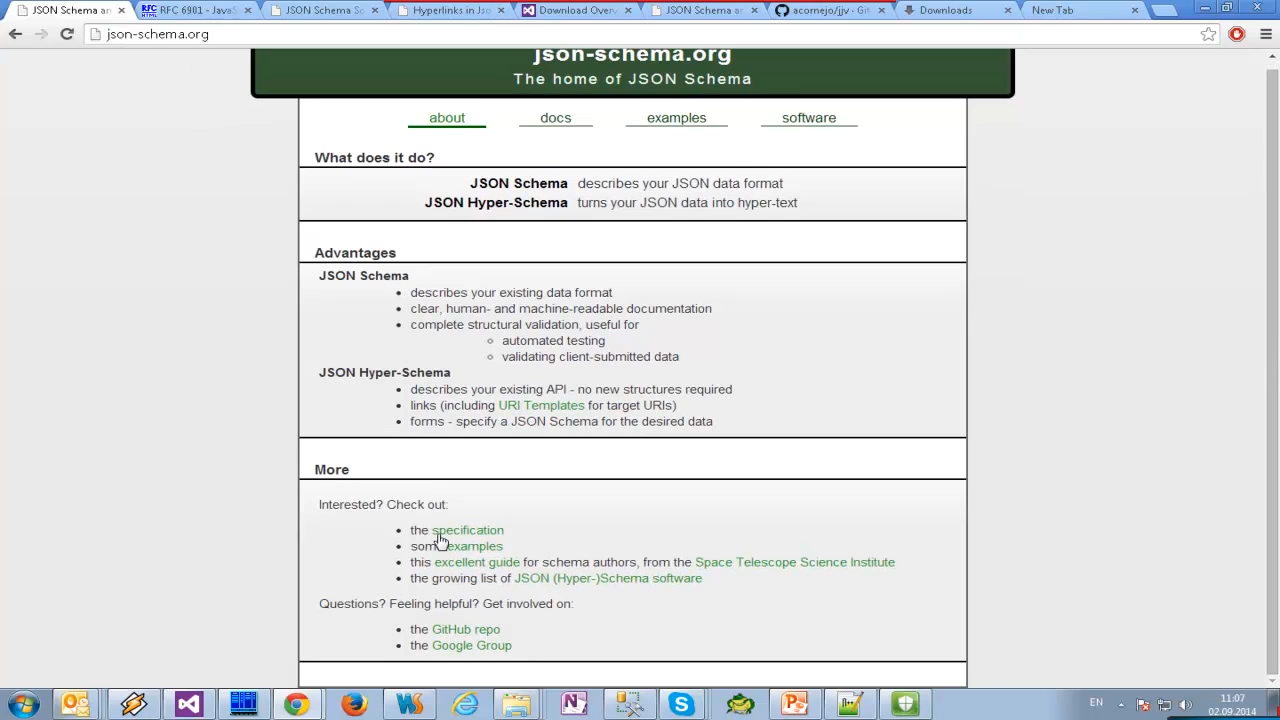 JSON Schema an
RFC 6901 - JavaS
JSON Schema So
Hyperlinks in Jso
Download Overv
JSON Schema an
acornejo/jjv · Git
Downloads
New Tab
json-schema.org
json-schema.org
The home of JSON Schema
about docs examples software
What does it do?
JSON Schema describes your JSON data format
JSON Hyper-Schema turns your JSON data into hyper-text
Advantages
JSON Schema
• describes your existing data format
• clear, human- and machine-readable documentation
• complete structural validation, useful for
◦ automated testing
◦ validating client-submitted data
JSON Hyper-Schema
• describes your existing API - no new structures required
• links (including URI Templates for target URIs)
• forms - specify a JSON Schema for the desired data
More
Interested? Check out:
• the specification
• some examples
• this excellent guide for schema authors, from the Space Telescope Science Institute
• the growing list of JSON (Hyper-)Schema software
Questions? Feeling helpful? Get involved on:
• the GitHub repo
• the Google Group
EN
11:07
02.09.2014